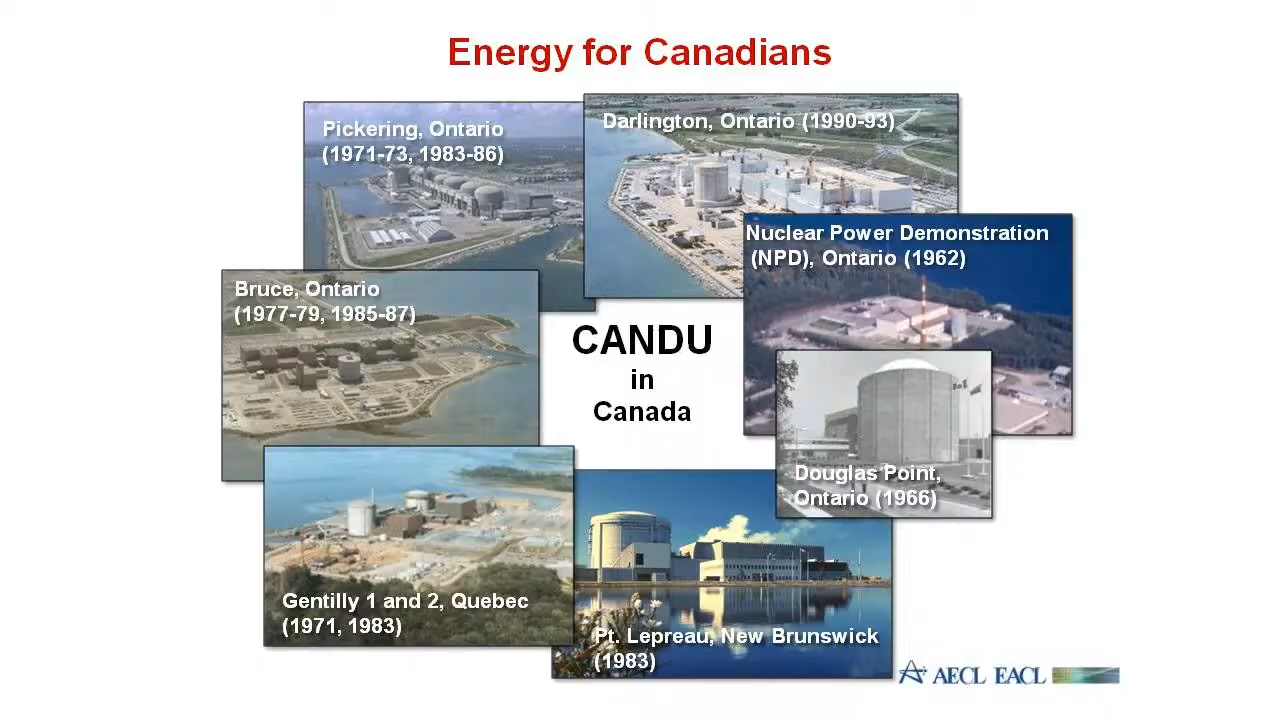 Energy for Canadians
Pickering, Ontario
(1971-73, 1983-86)
Darlington, Ontario (1990-93)
Nuclear Power Demonstration
(NPD), Ontario (1962)
Bruce, Ontario
(1977-79, 1985-87)
CANDU
in
Canada
Douglas Point,
Ontario (1966)
Gentilly 1 and 2, Quebec
(1971, 1983)
Pt. Lepreau, New Brunswick
(1983)
AECL EACL